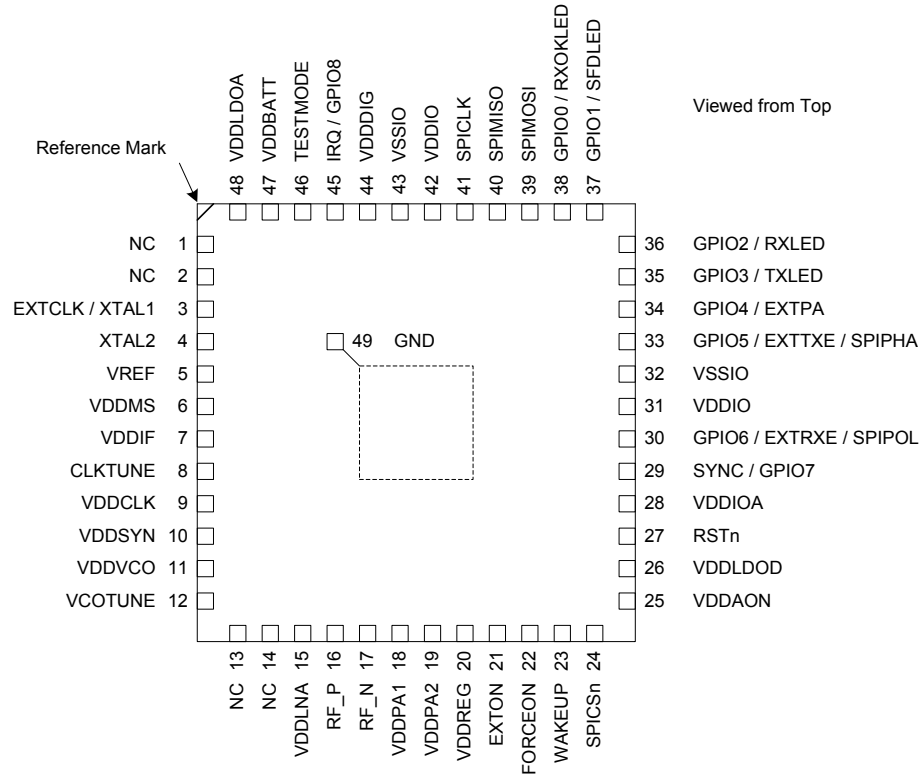 Viewed from Top
Reference Mark
48 VDDLDOA
47 VDDBATT
46 TESTMODE
45 IRQ / GPIO8
44 VDDDIG
43 VSSIO
42 VDDIO
41 SPICLK
40 SPIMISO
39 SPIMOSI
38 GPIO0 / RXOKLED
37 GPIO1 / SFDLED
NC 1
NC 2
EXTCLK / XTAL1 3
XTAL2 4
VREF 5
VDDMS 6
VDDIF 7
CLKTUNE 8
VDDCLK 9
VDDSYN 10
VDDVCO 11
VCOTUNE 12
49 GND
36 GPIO2 / RXLED
35 GPIO3 / TXLED
34 GPIO4 / EXTPA
33 GPIO5 / EXTTXE / SPIPHA
32 VSSIO
31 VDDIO
30 GPIO6 / EXTRXE / SPIPOL
29 SYNC / GPIO7
28 VDDIOA
27 RSTn
26 VDDLDOD
25 VDDAON
NC 13
NC 14
VDDLNA 15
RF_P 16
RF_N 17
VDDPA1 18
VDDPA2 19
VDDREG 20
EXTON 21
FORCEON 22
WAKEUP 23
SPICSn 24